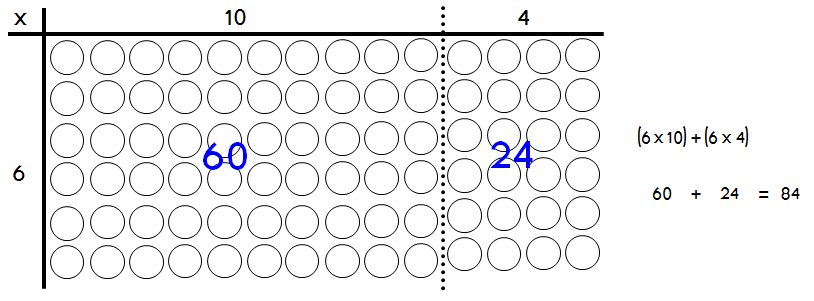 x 10 4
6
60 24
(6 x 10) + (6 x 4)
60 + 24 = 84